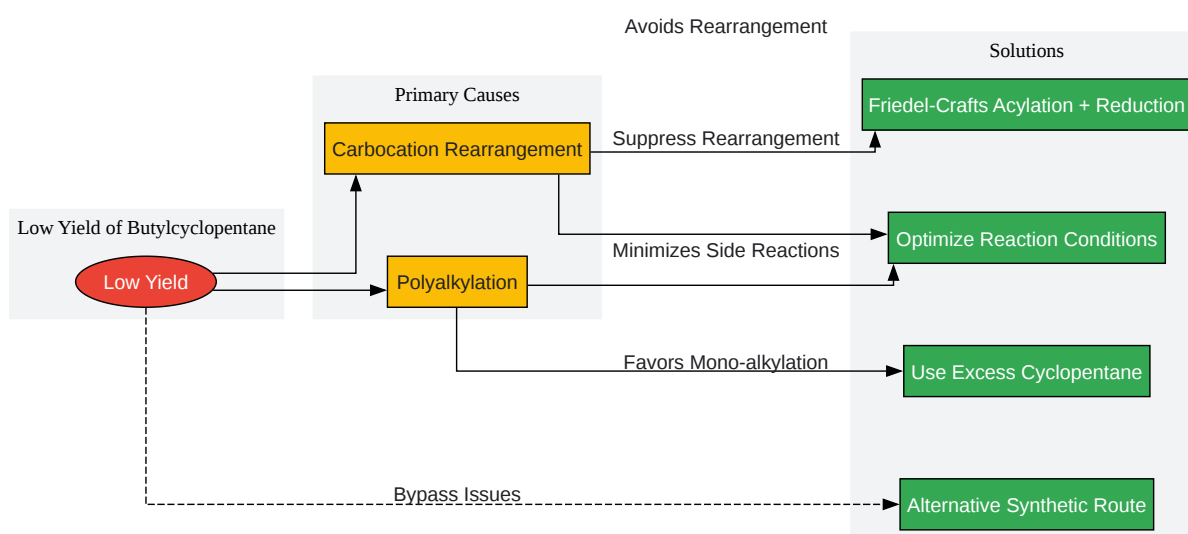 Avoids Rearrangement
Solutions
Primary Causes
Friedel-Crafts Acylation + Reduction
Carbocation Rearrangement
Suppress Rearrangement
Low Yield of Butylcyclopentane
Optimize Reaction Conditions
Minimizes Side Reactions
Low Yield
Polyalkylation
Favors Mono-alkylation
Use Excess Cyclopentane
Bypass Issues
Alternative Synthetic Route